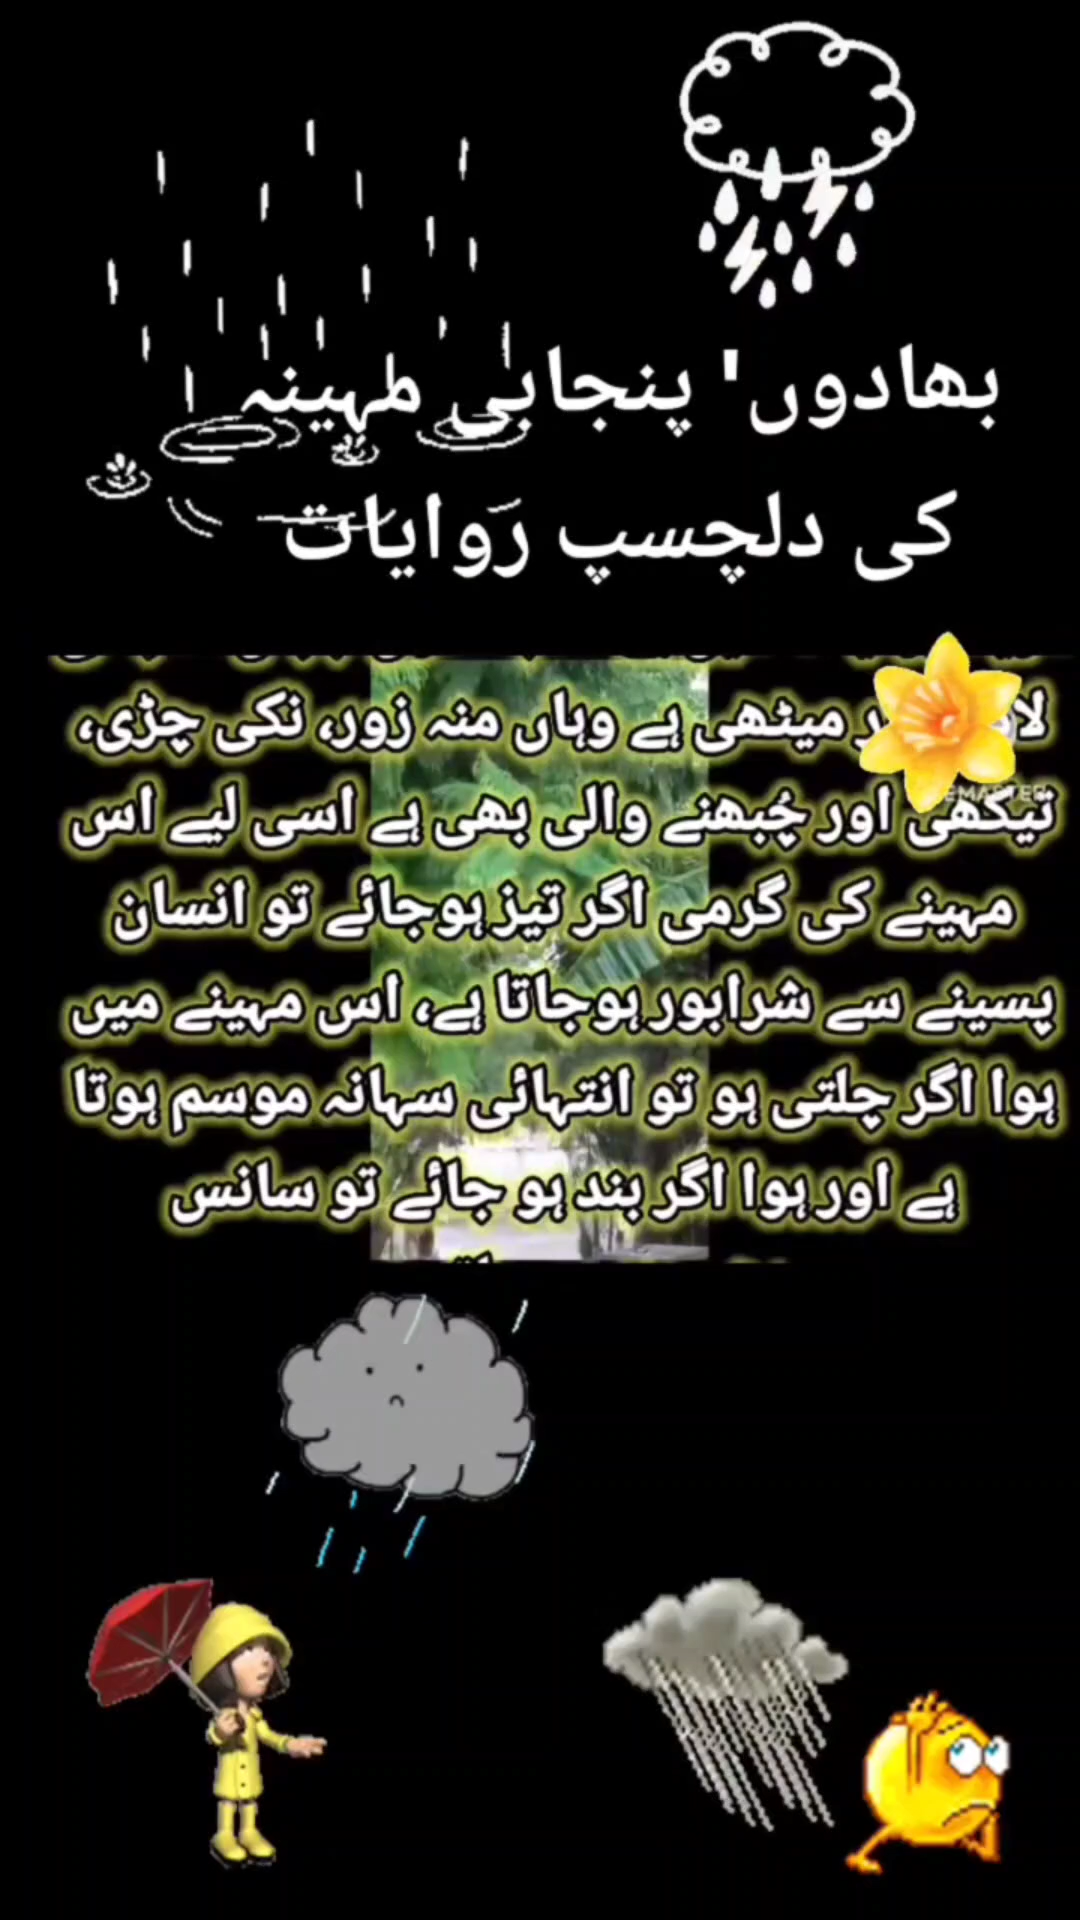 بھادوں' پنجابی مہینہ
کی دلچسپ رَوایات
میٹھی ہے وہاں منہ زور، نکی چڑی،
تیکھی اور چُبھنے والی بھی ہے اسی لیے اس
مہینے کی گرمی اگر تیز ہوجائے تو انسان
پسینے سے شرابور ہوجاتا ہے، اس مہینے میں
ہوا اگر چلتی ہو تو انتہائی سہانہ موسم ہوتا
ہے اور ہوا اگر بند ہو جائے تو سانس